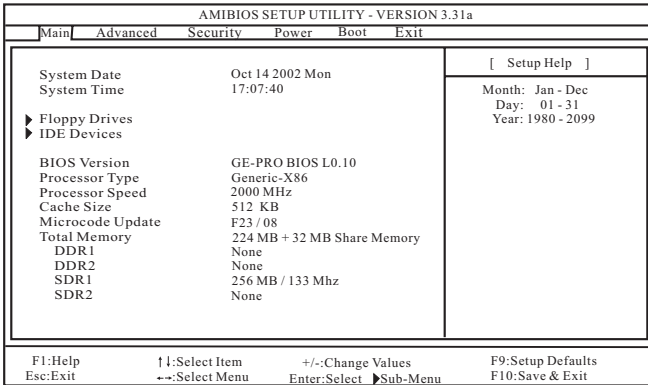 AMIBIOS SETUP UTILITY - VERSION 3.31a
Main Advanced Security Power Boot Exit
System Date Oct 14 2002 Mon
System Time 17:07:40
Floppy Drives
IDE Devices
BIOS Version GE-PRO BIOS L0.10
Processor Type Generic-X86
Processor Speed 2000 MHz
Cache Size 512 KB
Microcode Update F23 / 08
Total Memory 224 MB + 32 MB Share Memory
DDR1 None
DDR2 None
SDR1 256 MB / 133 Mhz
SDR2 None
[ Setup Help ]
Month: Jan - Dec
Day: 01 - 31
Year: 1980 - 2099
F1:Help ↑↓:Select Item +/-:Change Values F9:Setup Defaults
Esc:Exit ←→:Select Menu Enter:Select ▶Sub-Menu F10:Save & Exit